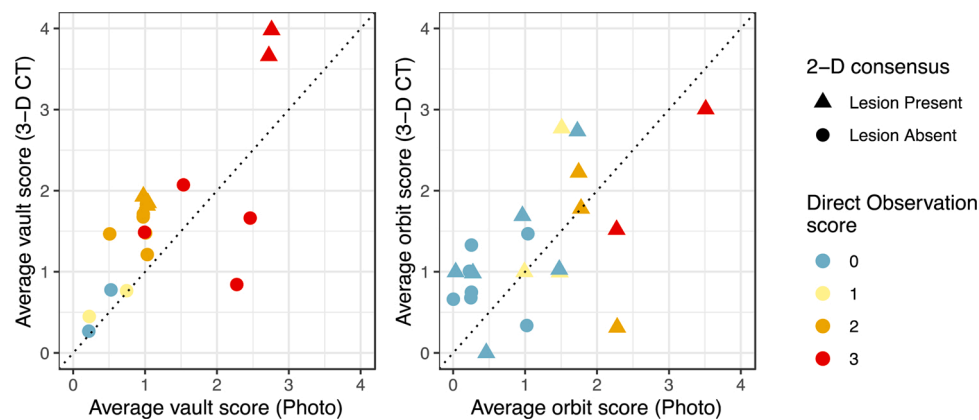 Average vault score (3−D CT)
4
3
2
1
0
0 1 2 3 4
Average vault score (Photo)
Average orbit score (3−D CT)
4
3
2
1
0
0 1 2 3 4
Average orbit score (Photo)
2−D consensus
Lesion Present
Lesion Absent
Direct Observation
score
0
1
2
3